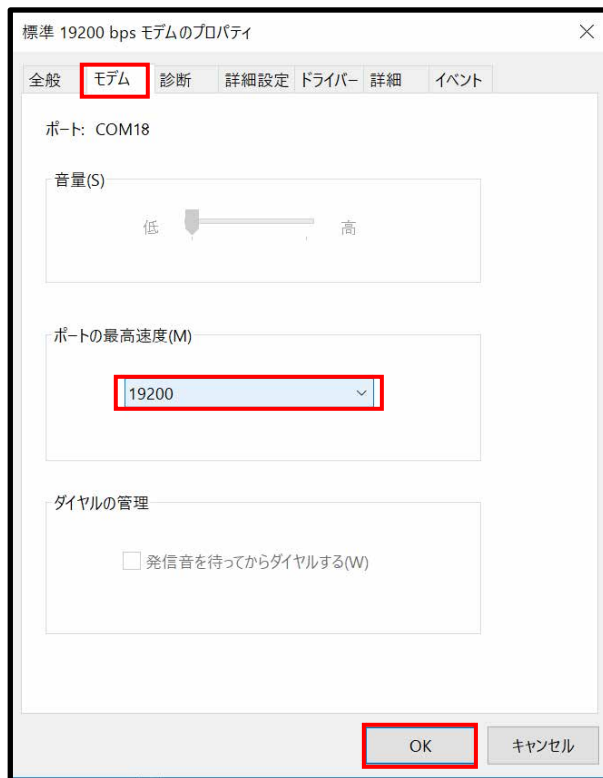 標準 19200 bps モデムのプロパティ
全般 モデム 診断 詳細設定 ドライバー 詳細 イベント
ポート: COM18
音量(S)
低 高
ポートの最高速度(M)
19200
ダイヤルの管理
発信音を待ってからダイヤルする(W)
OK キャンセル